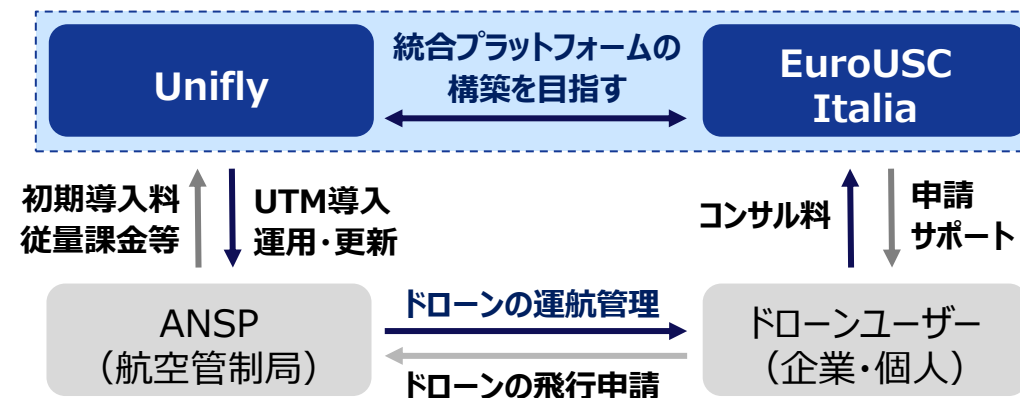 Unifly
統合プラットフォームの
構築を目指す
EuroUSC
Italia
初期導入料
従量課金等
UTM導入
運用・更新
コンサル料
申請
サポート
ANSP
（航空管制局）
ドローンの運航管理
ドローンの飛行申請
ドローンユーザー
（企業・個人）